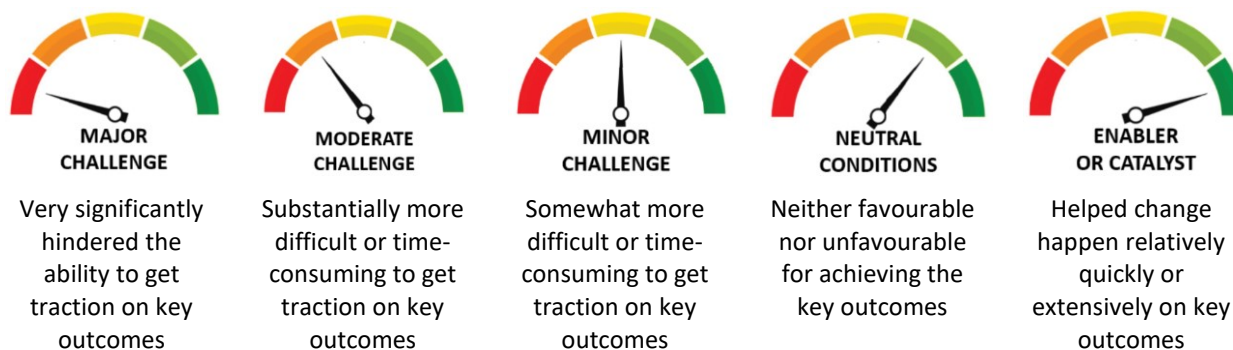 MAJOR
CHALLENGE
Very significantly
hindered the
ability to get
traction on key
outcomes
MODERATE
CHALLENGE
Substantially more
difficult or time-
consuming to get
traction on key
outcomes
MINOR
CHALLENGE
Somewhat more
difficult or time-
consuming to get
traction on key
outcomes
NEUTRAL
CONDITIONS
Neither favourable
nor unfavourable
for achieving the
key outcomes
ENABLER
OR CATALYST
Helped change
happen relatively
quickly or
extensively on key
outcomes